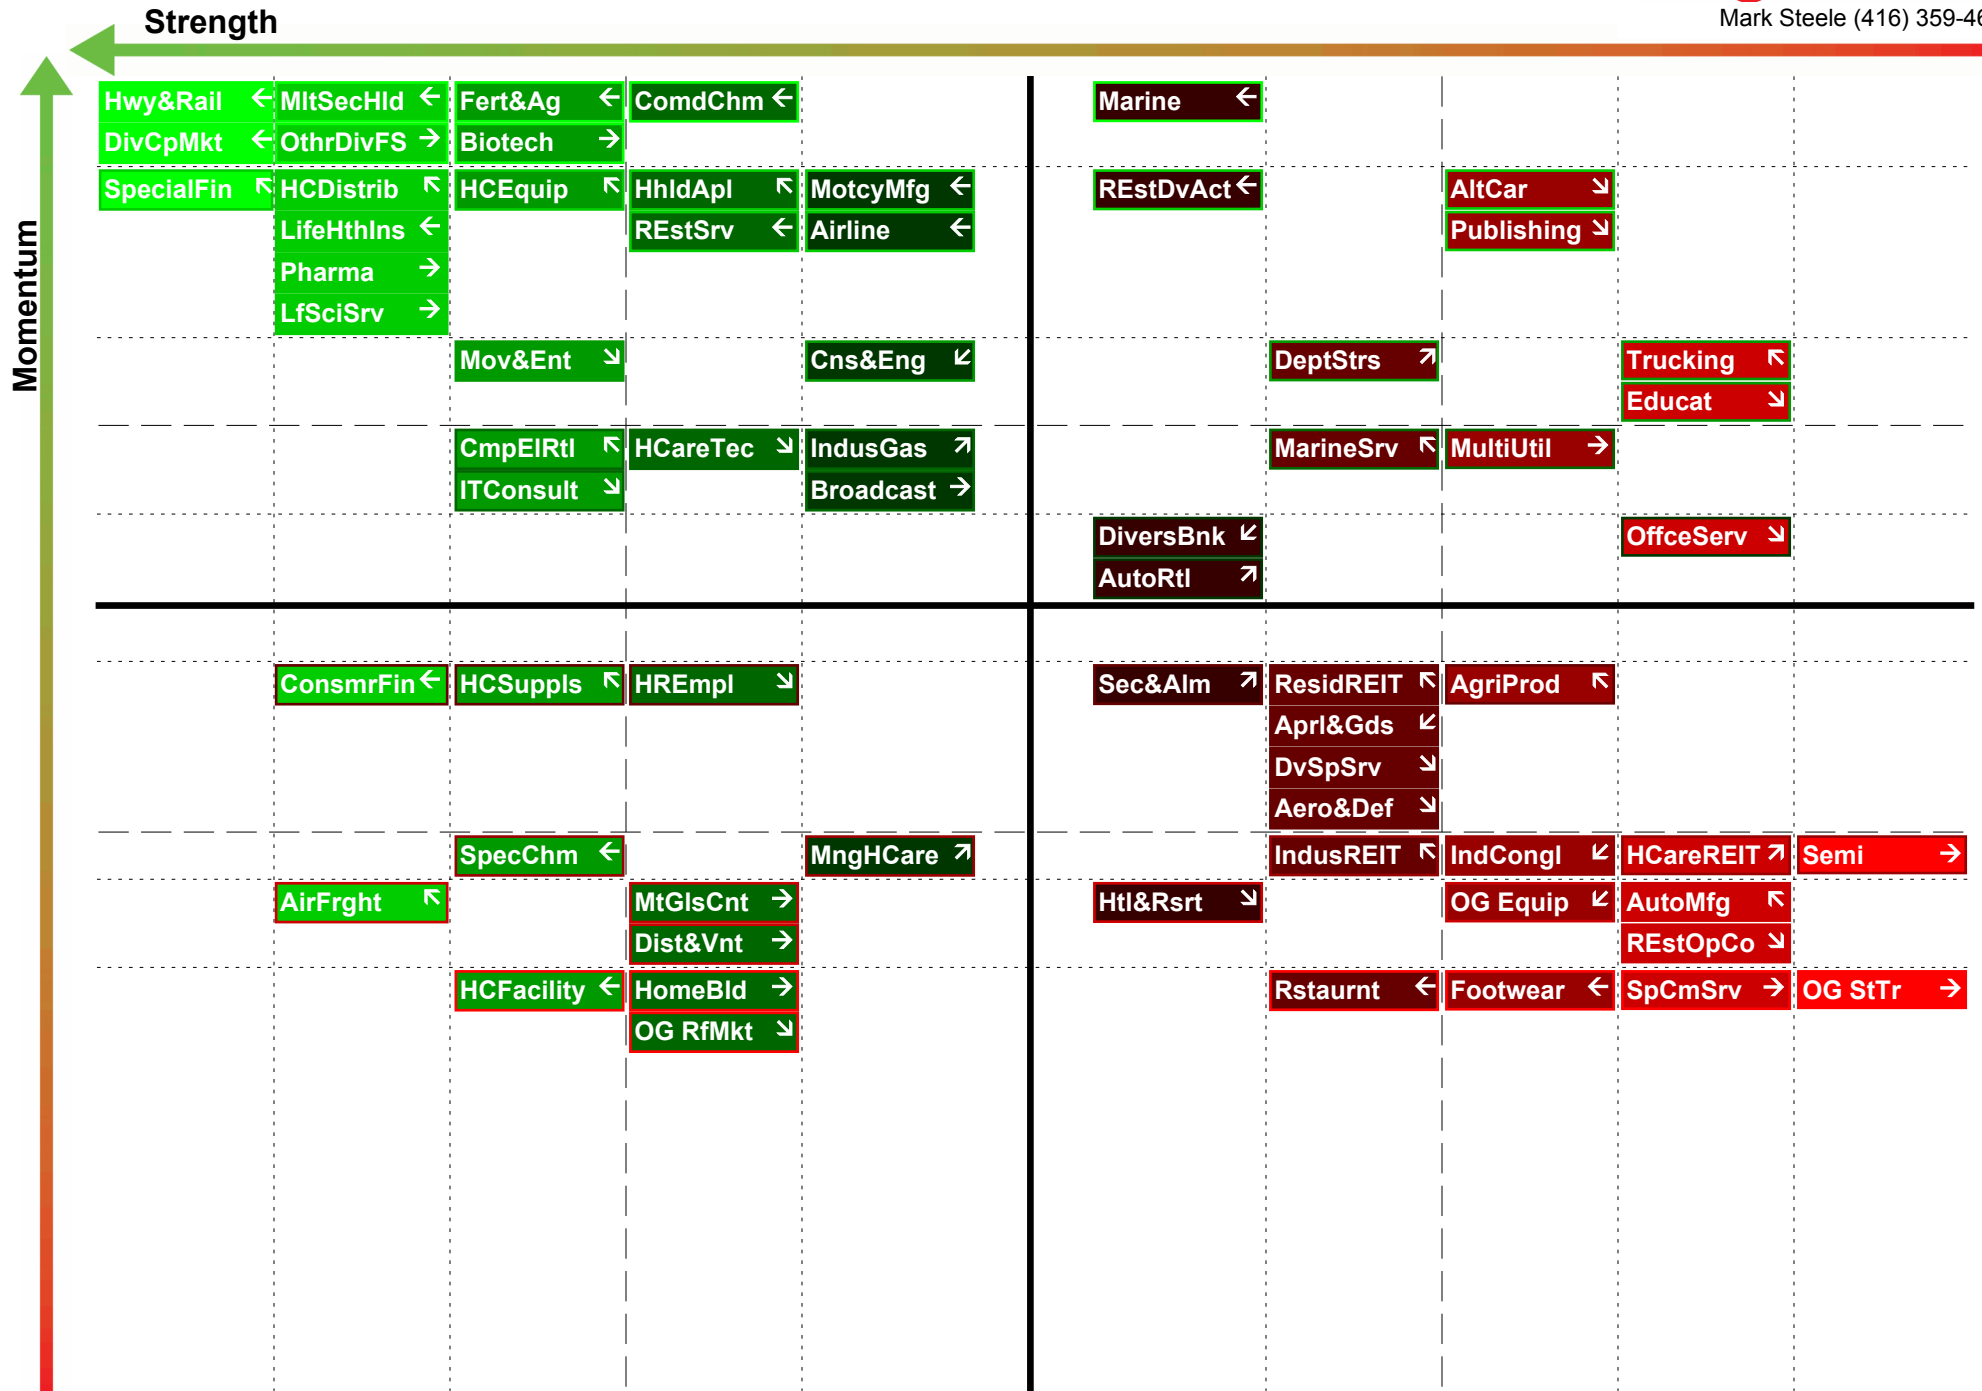 Strength
Mark Steele (416) 359-46
Momentum
Hwy&Rail ← MltSecHld ← Fert&Ag ← ComdChm ← Marine ←
DivCpMkt ← OthrDivFS → Biotech →
SpecialFin ↖ HCDistrib ↖ HCEquip ↖ HhldApl ↖ MotcyMfg ← REstDvAct ← AltCar ↘
LifeHthIns ← REstSrv ← Airline ← Publishing ↘
Pharma →
LfSciSrv →
Mov&Ent ↘ Cns&Eng ↙ DeptStrs ↗ Trucking ↖
Educat ↘
CmpElRtl ↖ HCareTec ↘ IndusGas ↗ MarineSrv ↖ MultiUtil →
ITConsult ↘ Broadcast →
DiversBnk ↙ OffceServ ↘
AutoRtl ↗
ConsmrFin ← HCSuppls ↖ HREmpl ↘ Sec&Alm ↗ ResidREIT ↖ AgriProd ↖
Aprl&Gds ↙
DvSpSrv ↘
Aero&Def ↘
SpecChm ← MngHCare ↗ IndusREIT ↖ IndCongl ↙ HCareREIT ↗ Semi →
AirFrght ↖ MtGlsCnt → Htl&Rsrt ↘ OG Equip ↙ AutoMfg ↖
Dist&Vnt → REstOpCo ↘
HCFacility ← HomeBld → Rstaurnt ← Footwear ← SpCmSrv → OG StTr →
OG RfMkt ↘